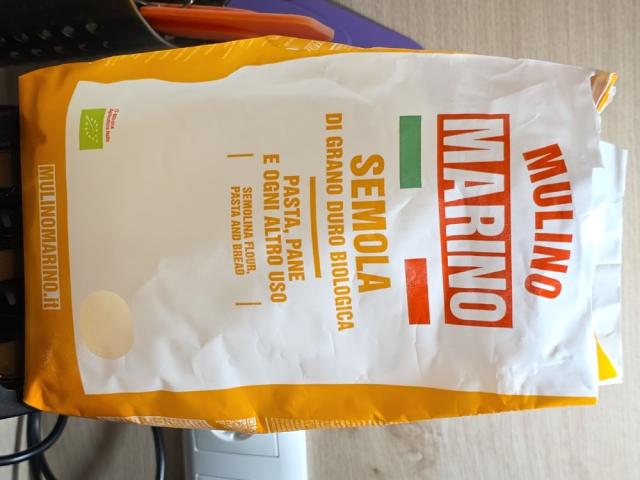 MULINO
MARINO
SEMOLA
DI GRANO DURO BIOLOGICA
PASTA, PANE
E OGNI ALTRO USO
SEMOLINA FLOUR,
PASTA AND BREAD
MULINOMARINO.it